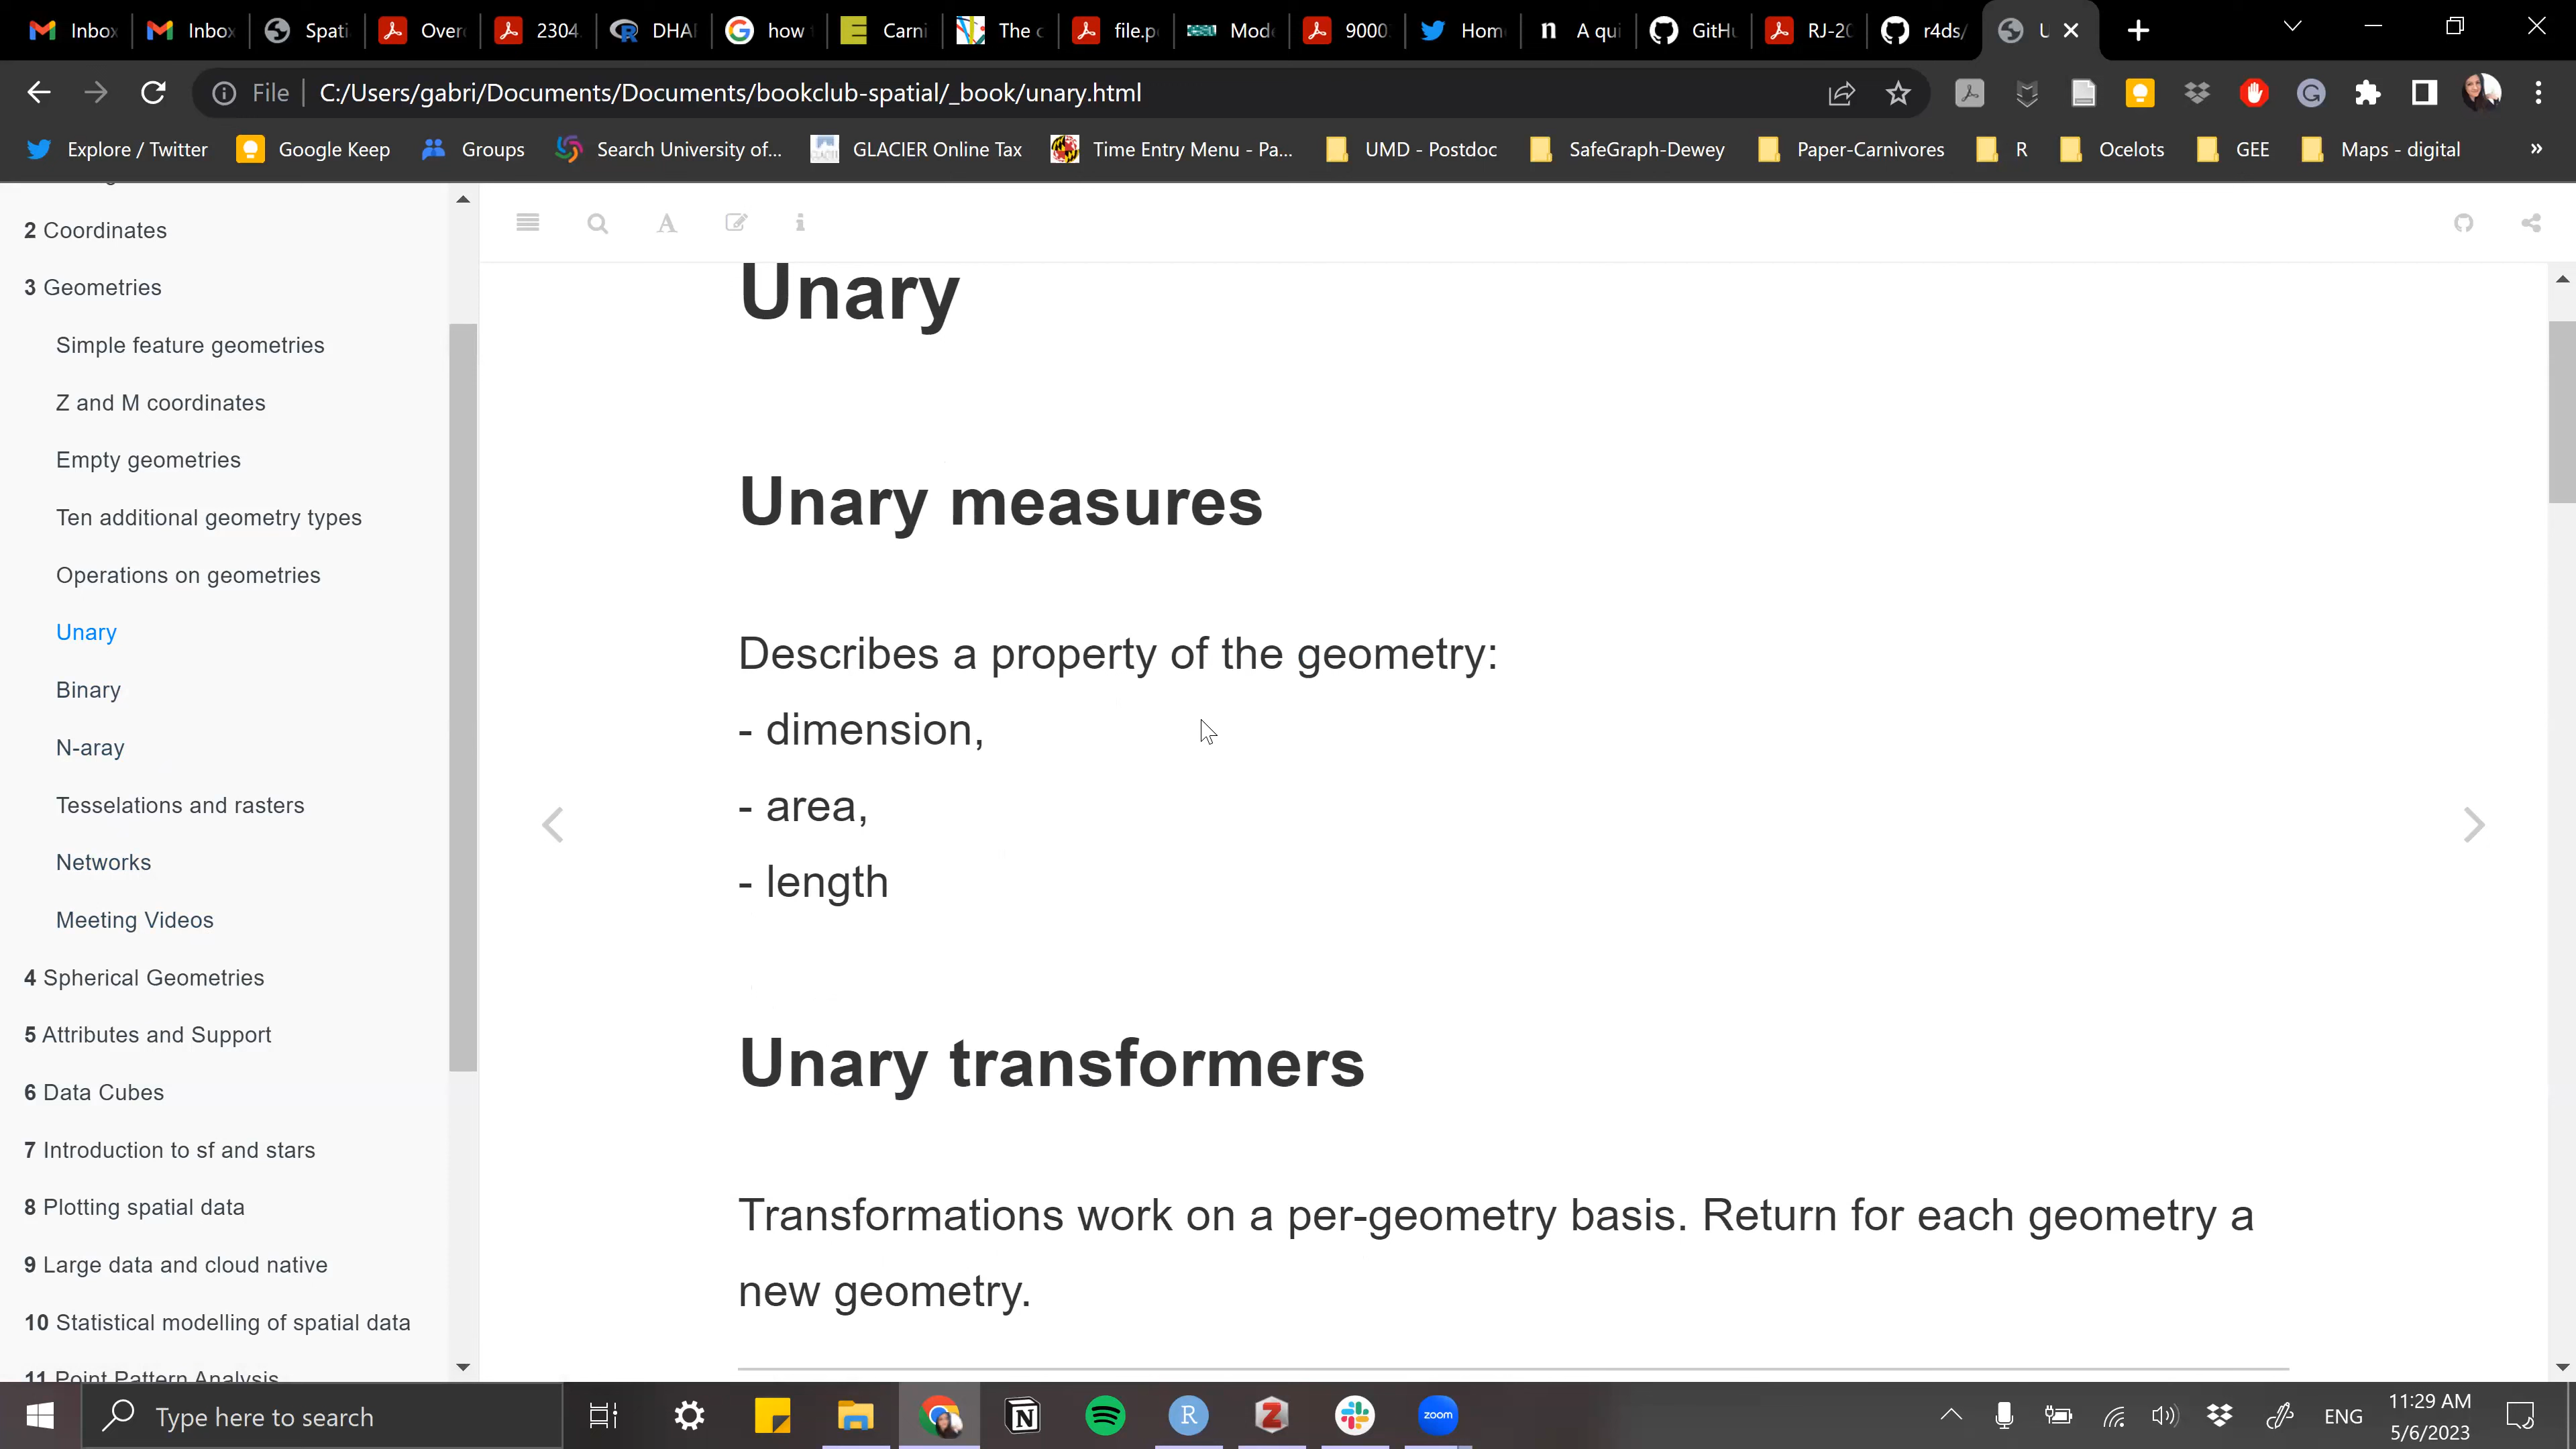 Inbox
Inbox
Spati
Over
2304.
DHAI
how
Carni
The c
file.p
Mode
9000
Hom
A qui
GitHu
RJ-20
r4ds/
U
File
C:/Users/gabri/Documents/Documents/bookclub-spatial/_book/unary.html
Explore / Twitter
Google Keep
Groups
Search University of...
GLACIER Online Tax
Time Entry Menu - Pa...
UMD - Postdoc
SafeGraph-Dewey
Paper-Carnivores
R
Ocelots
GEE
Maps - digital
»
2 Coordinates
3 Geometries
Simple feature geometries
Z and M coordinates
Empty geometries
Ten additional geometry types
Operations on geometries
Unary
Binary
N-aray
Tesselations and rasters
Networks
Meeting Videos
4 Spherical Geometries
5 Attributes and Support
6 Data Cubes
7 Introduction to sf and stars
8 Plotting spatial data
9 Large data and cloud native
10 Statistical modelling of spatial data
11 Point Pattern Analysis
Unary
Unary measures
Describes a property of the geometry:
- dimension,
- area,
- length
Unary transformers
Transformations work on a per-geometry basis. Return for each geometry a
new geometry.
Type here to search
zoom
ENG
11:29 AM
5/6/2023